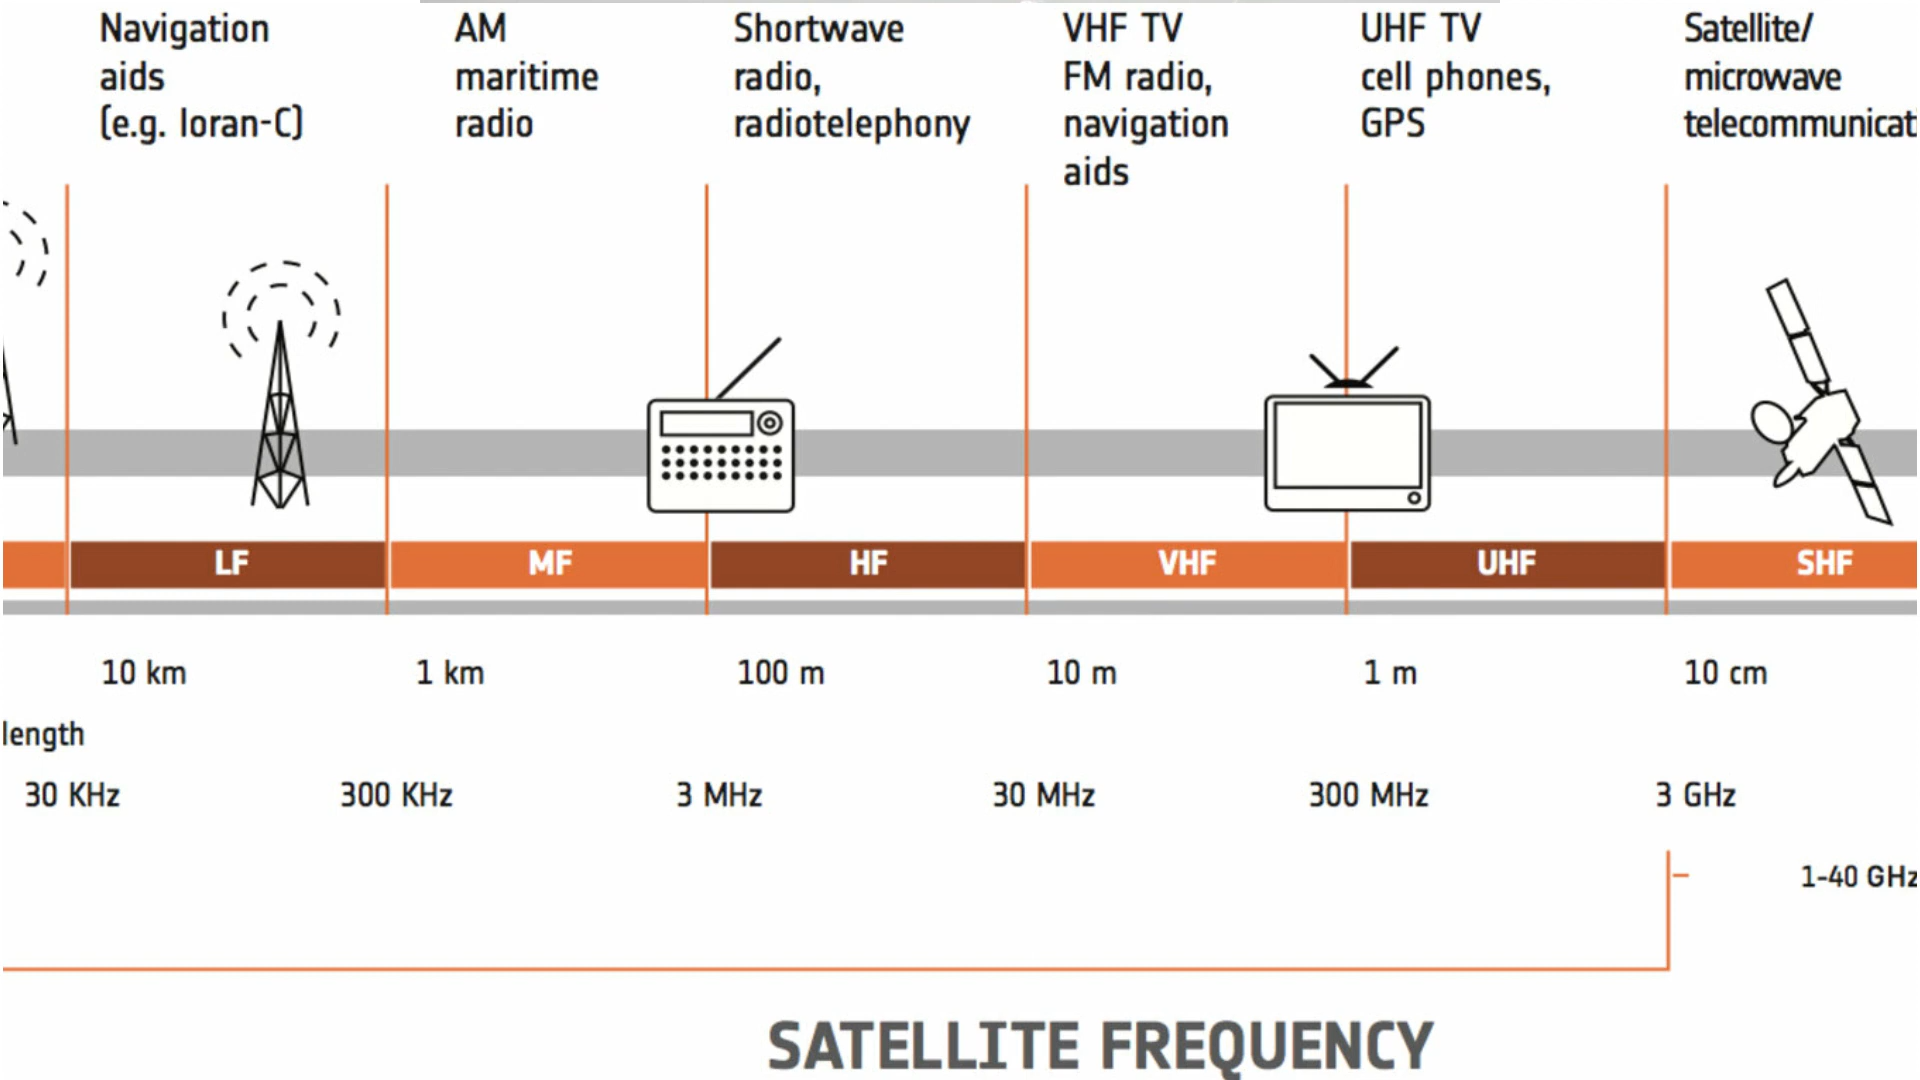 Navigation
aids
(e.g. loran-C)
AM
maritime
radio
Shortwave
radio,
radiotelephony
VHF TV
FM radio,
navigation
aids
UHF TV
cell phones,
GPS
Satellite/
microwave
telecommunicat
LF
MF
HF
VHF
UHF
SHF
10 km
1 km
100 m
10 m
1 m
10 cm
length
30 KHz
300 KHz
3 MHz
30 MHz
300 MHz
3 GHz
1-40 GHz
SATELLITE FREQUENCY